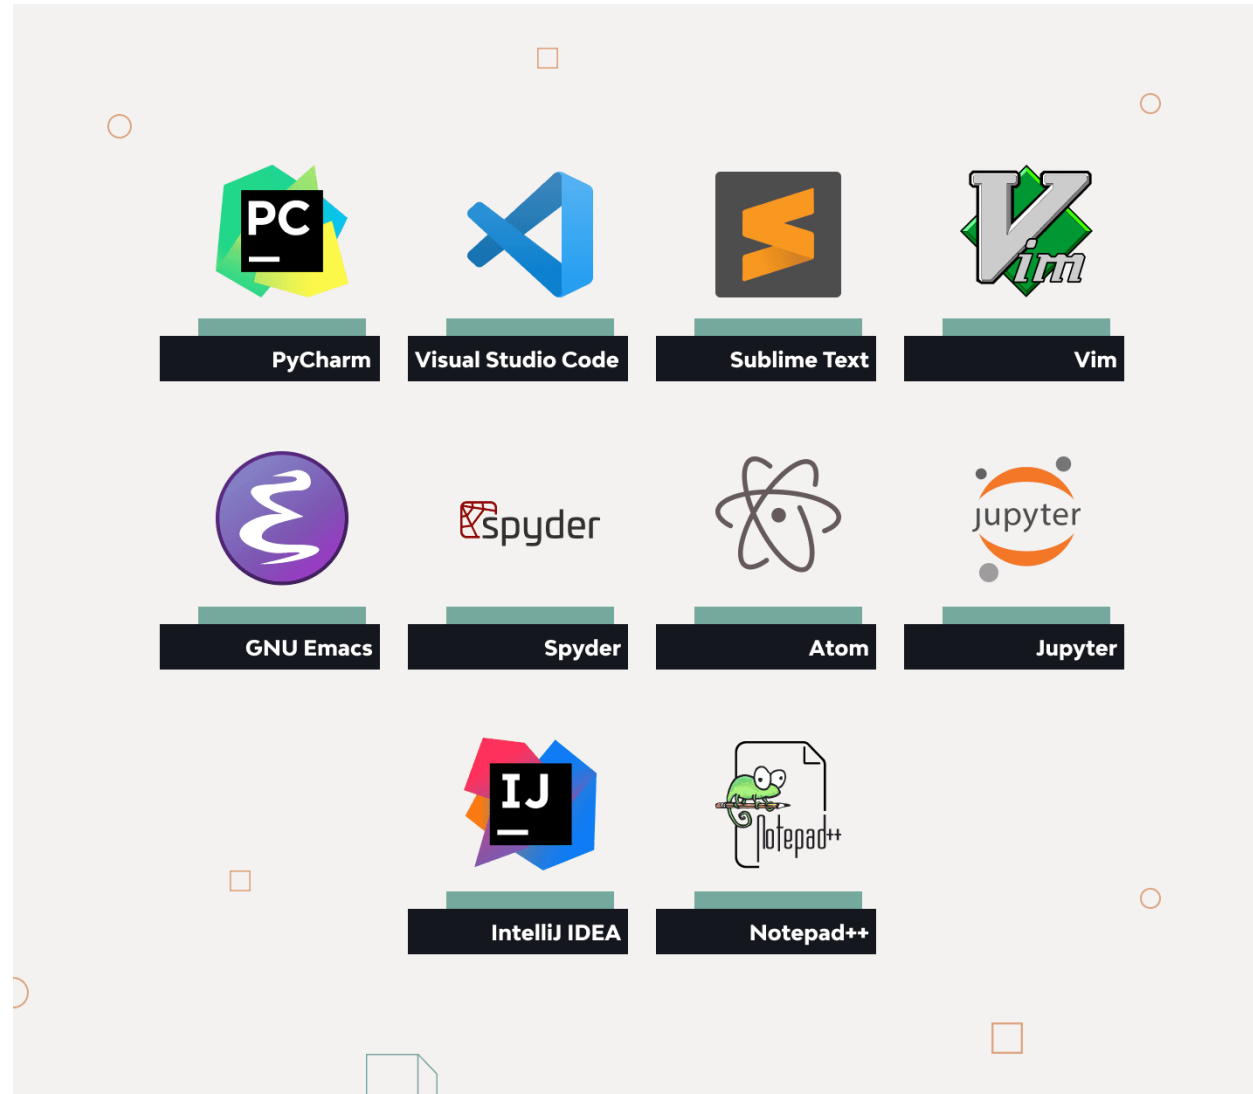 PC
Vim
PyCharm
Visual Studio Code
Sublime Text
Vim
spyder
jupyter
GNU Emacs
Spyder
Atom
Jupyter
IJ
Notepad++
IntelliJ IDEA
Notepad++